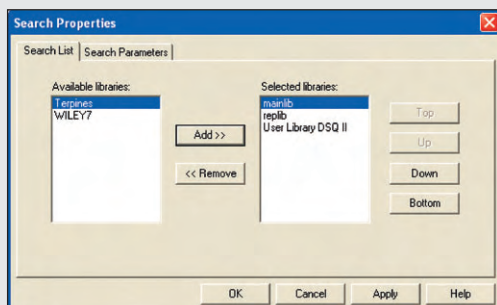 Search Properties
Search List
Search Parameters
Available libraries:
Terpines
WILEY7
Add >>
<< Remove
Selected libraries:
mainlib
replib
User Library DSQ II
Top
Up
Down
Bottom
OK
Cancel
Apply
Help